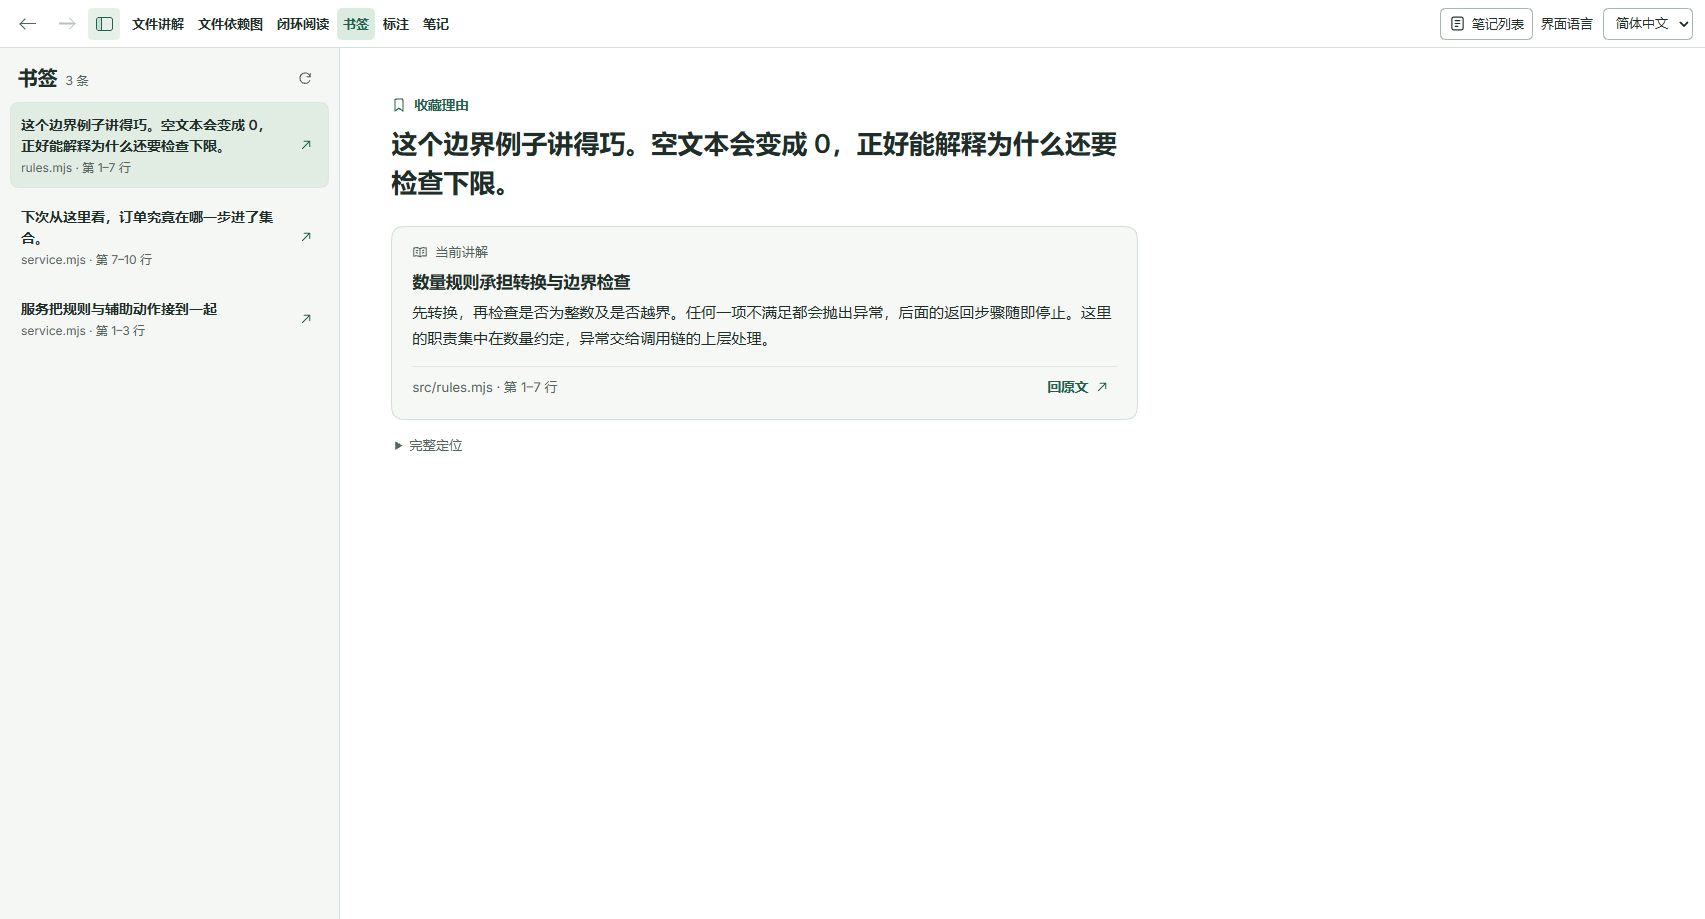 文件讲解 文件依赖图 闭环阅读 书签 标注 笔记 笔记列表 界面语言 简体中文
书签 3 条
这个边界例子讲得巧。空文本会变成 0，
正好能解释为什么还要检查下限。
rules.mjs · 第 1–7 行
下次从这里看，订单究竟在哪一步进了集
合。
service.mjs · 第 7–10 行
服务把规则与辅助动作接到一起
service.mjs · 第 1–3 行
收藏理由
这个边界例子讲得巧。空文本会变成 0，正好能解释为什么还要
检查下限。
当前讲解
数量规则承担转换与边界检查
先转换，再检查是否为整数及是否越界。任何一项不满足都会抛出异常，后面的返回步骤随即停止。这里
的职责集中在数量约定，异常交给调用链的上层处理。
src/rules.mjs · 第 1–7 行 回原文
完整定位